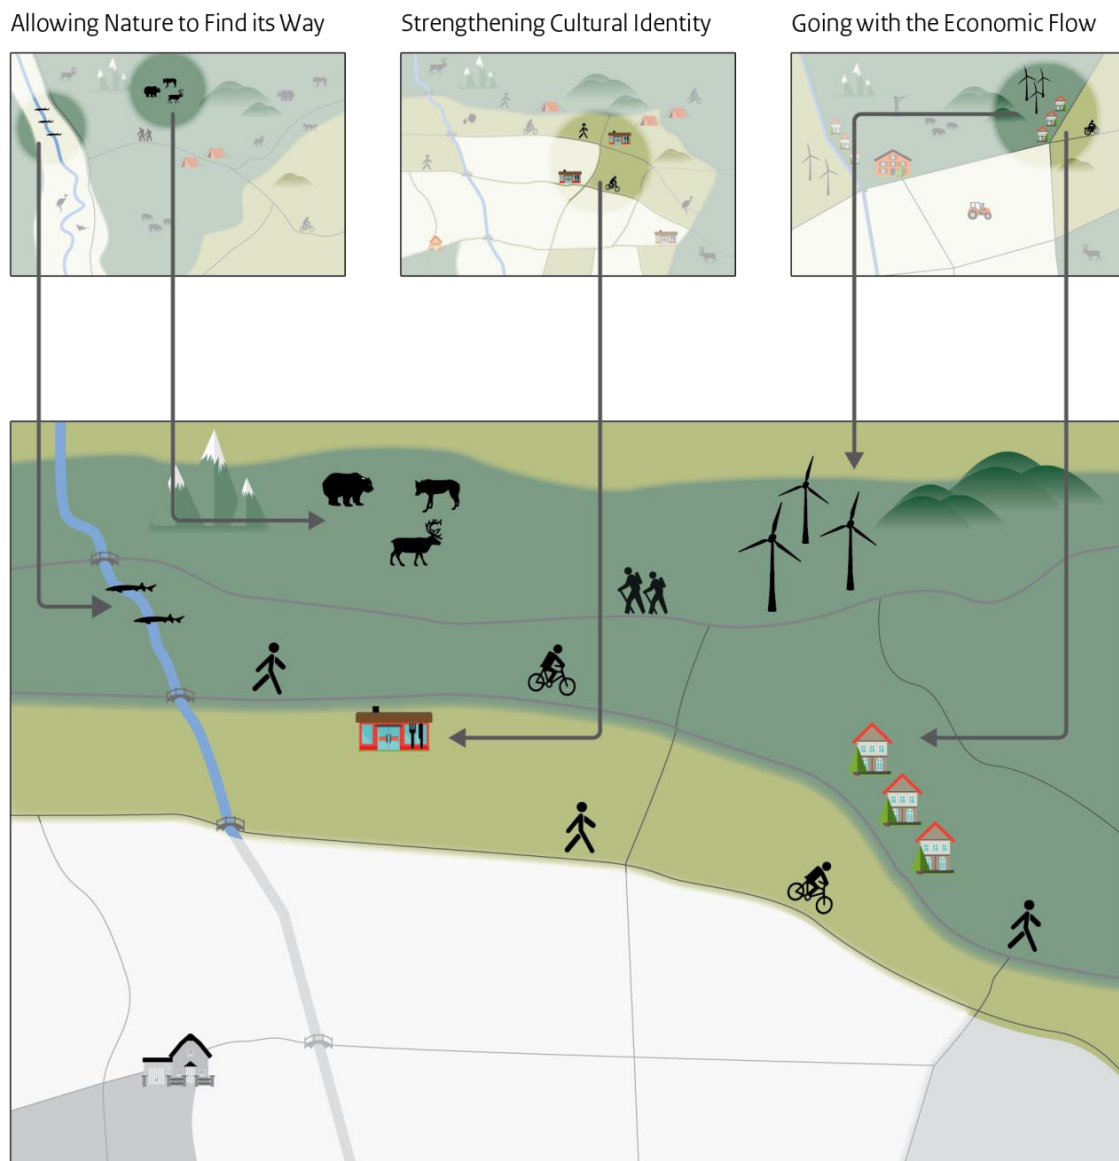 Allowing Nature to Find its Way
Strengthening Cultural Identity
Going with the Economic Flow